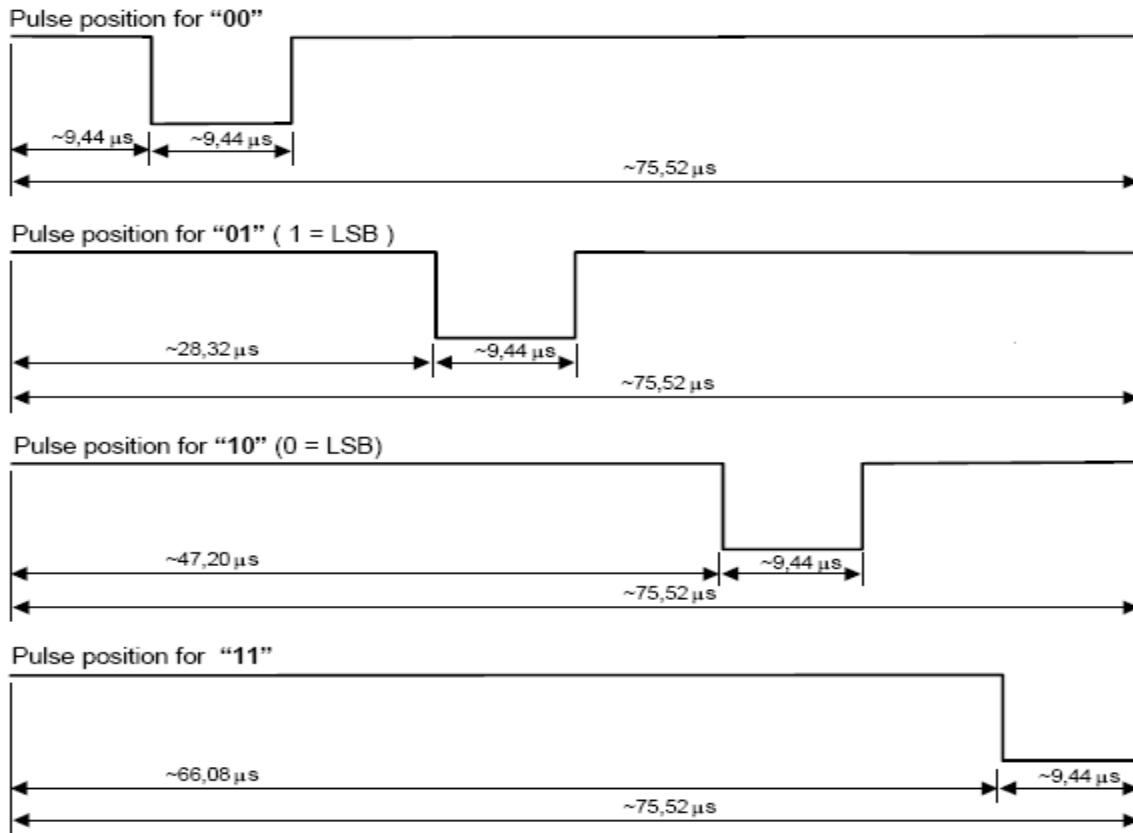 Pulse position for “00”
~9,44 µs ~9,44 µs
~75,52 µs
Pulse position for “01” ( 1 = LSB )
~28,32 µs ~9,44 µs
~75,52 µs
Pulse position for “10” (0 = LSB)
~47,20 µs ~9,44 µs
~75,52 µs
Pulse position for “11”
~66,08 µs ~9,44 µs
~75,52 µs